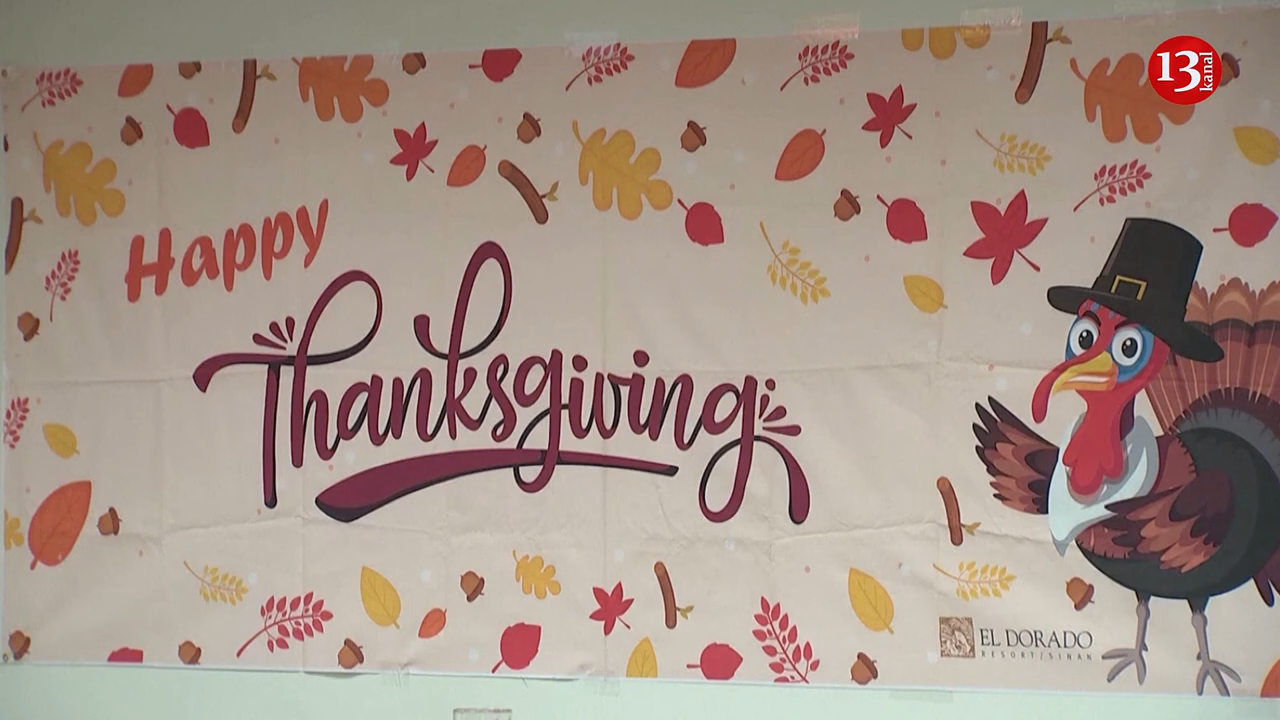 13
kanal
Happy
Thanksgiving
EL DORADO
RESORT/SINAN